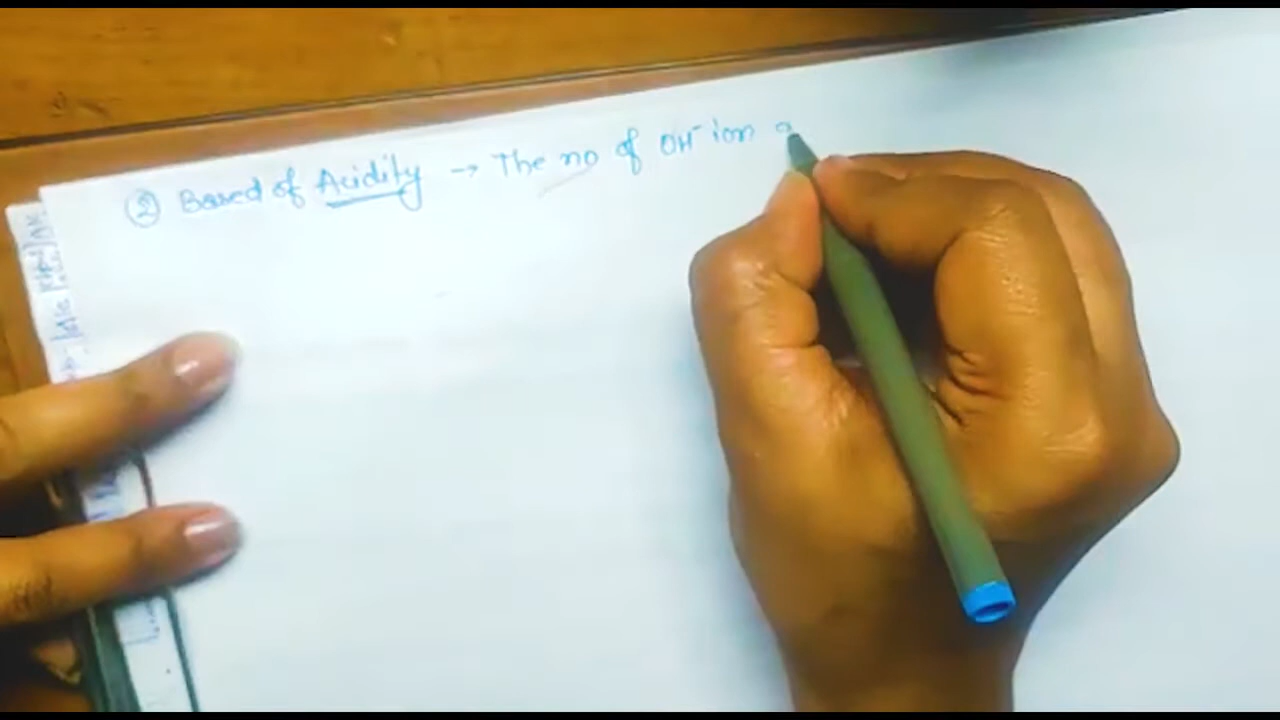 ② Based of Acidity → The no of OH⁻ ion